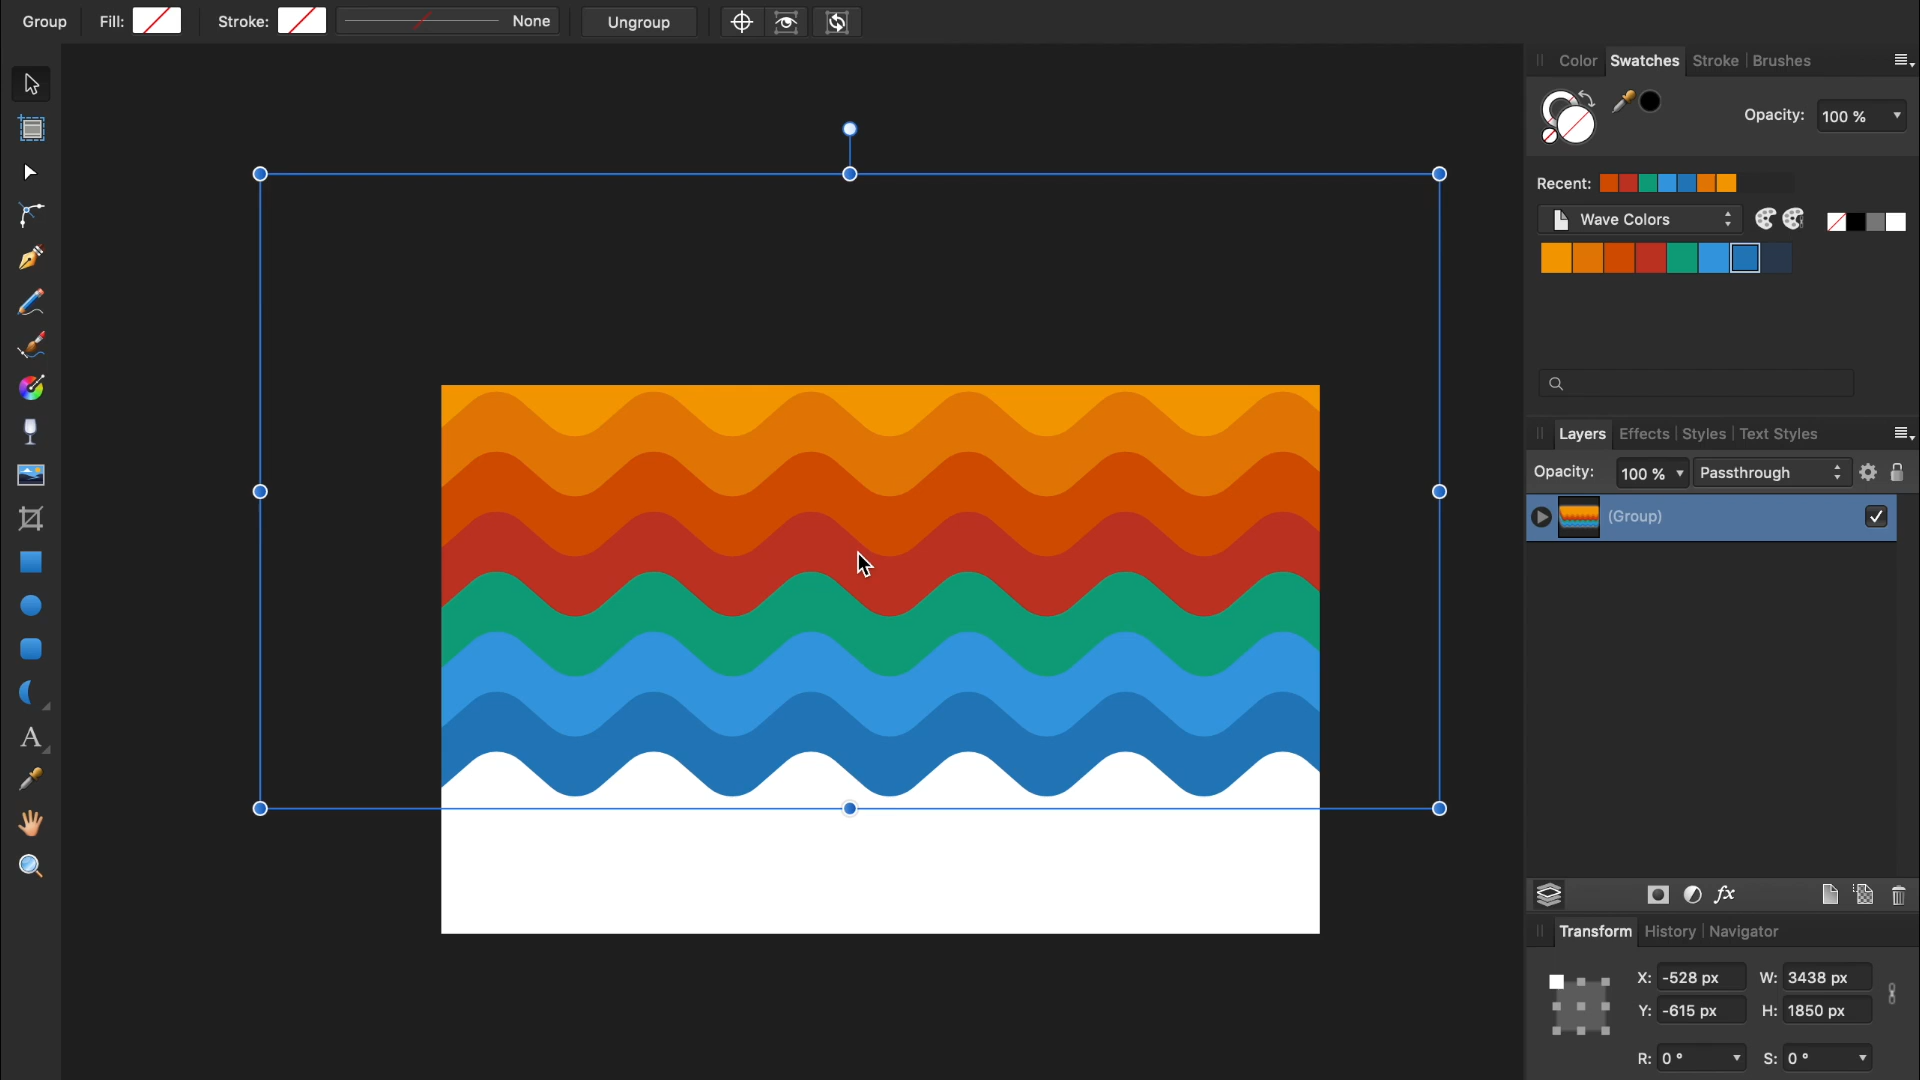 Group Fill: Stroke: None Ungroup
Color Swatches Stroke Brushes
Opacity: 100 %
Recent:
Wave Colors
Layers Effects Styles Text Styles
Opacity: 100 % Passthrough
(Group)
fx
Transform History Navigator
X: -528 px W: 3438 px
Y: -615 px H: 1850 px
R: 0 ° S: 0 °
A